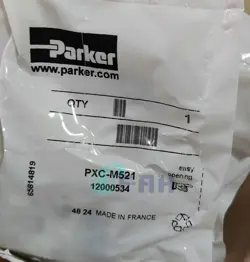 Parker
www.parker.com
QTY
1
65814819
PXC-M521
12000534
easy
opening
48 24 MADE IN FRANCE